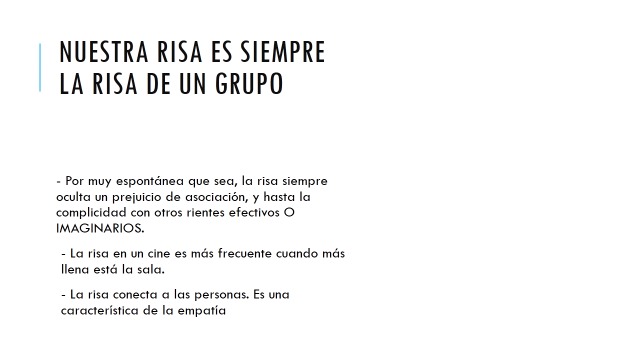 NUESTRA RISA ES SIEMPRE
LA RISA DE UN GRUPO
- Por muy espontánea que sea, la risa siempre
oculta un prejuicio de asociación, y hasta la
complicidad con otros rientes efectivos O
IMAGINARIOS.
- La risa en un cine es más frecuente cuando más
llena está la sala.
- La risa conecta a las personas. Es una
característica de la empatía